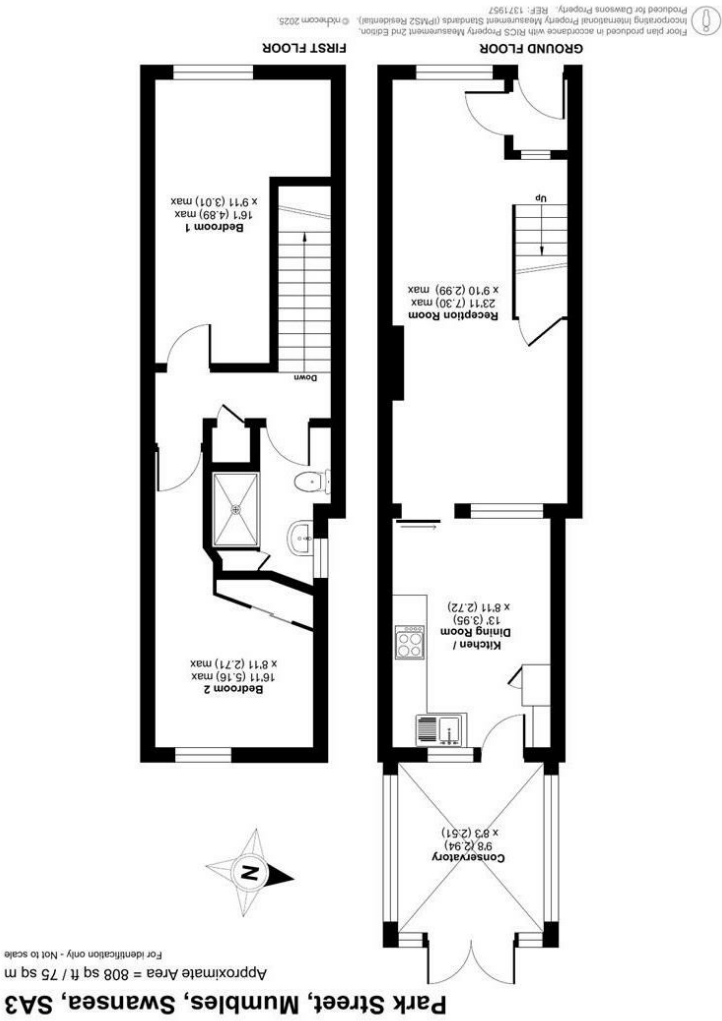 Park Street, Mumbles, Swansea, SA3
Approximate Area = 808 sq ft / 75 sq m
For identification only - Not to scale
N
Conservatory
9'8 (2.94)
x 8'3 (2.51)
Kitchen /
Dining Room
13' (3.95)
x 8'11 (2.72)
Reception Room
23'11 (7.30) max
x 9'10 (2.99) max
Up
GROUND FLOOR
Bedroom 2
16'11 (5.16) max
x 8'11 (2.71) max
Down
Bedroom 1
16'1 (4.89) max
x 9'11 (3.01) max
FIRST FLOOR
Floor plan produced in accordance with RICS Property Measurement 2nd Edition,
Incorporating International Property Measurement Standards (IPMS2 Residential). © nichecom 2025.
Produced for Dawsons Property. REF: 1371957